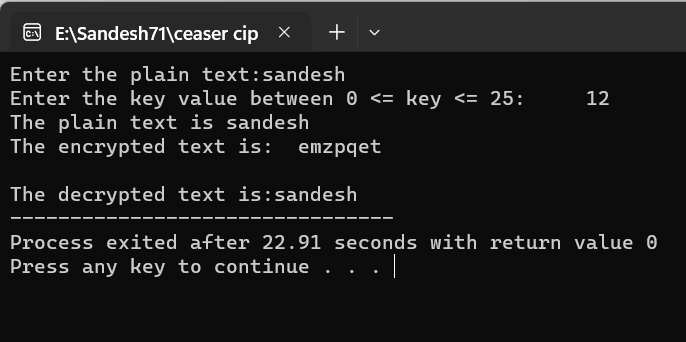 E:\Sandesh71\ceaser cip
Enter the plain text:sandesh
Enter the key value between 0 <= key <= 25:     12
The plain text is sandesh
The encrypted text is:  emzpqet

The decrypted text is:sandesh
--------------------------------
Process exited after 22.91 seconds with return value 0
Press any key to continue . . .